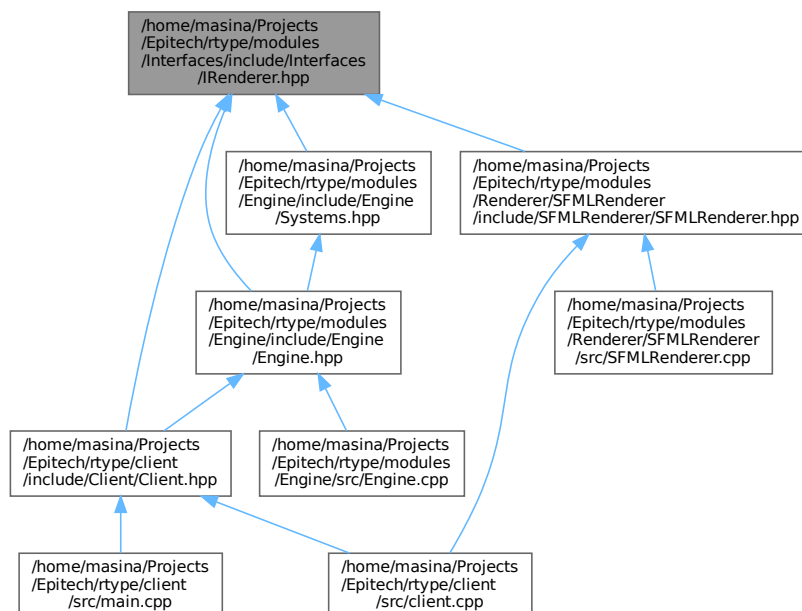 /home/masina/Projects
/Epitech/rtype/modules
/Interfaces/include/Interfaces
/IRenderer.hpp
/home/masina/Projects
/Epitech/rtype/modules
/Engine/include/Engine
/Systems.hpp
/home/masina/Projects
/Epitech/rtype/modules
/Renderer/SFMLRenderer
/include/SFMLRenderer/SFMLRenderer.hpp
/home/masina/Projects
/Epitech/rtype/modules
/Engine/include/Engine
/Engine.hpp
/home/masina/Projects
/Epitech/rtype/modules
/Renderer/SFMLRenderer
/src/SFMLRenderer.cpp
/home/masina/Projects
/Epitech/rtype/client
/include/Client/Client.hpp
/home/masina/Projects
/Epitech/rtype/modules
/Engine/src/Engine.cpp
/home/masina/Projects
/Epitech/rtype/client
/src/main.cpp
/home/masina/Projects
/Epitech/rtype/client
/src/client.cpp